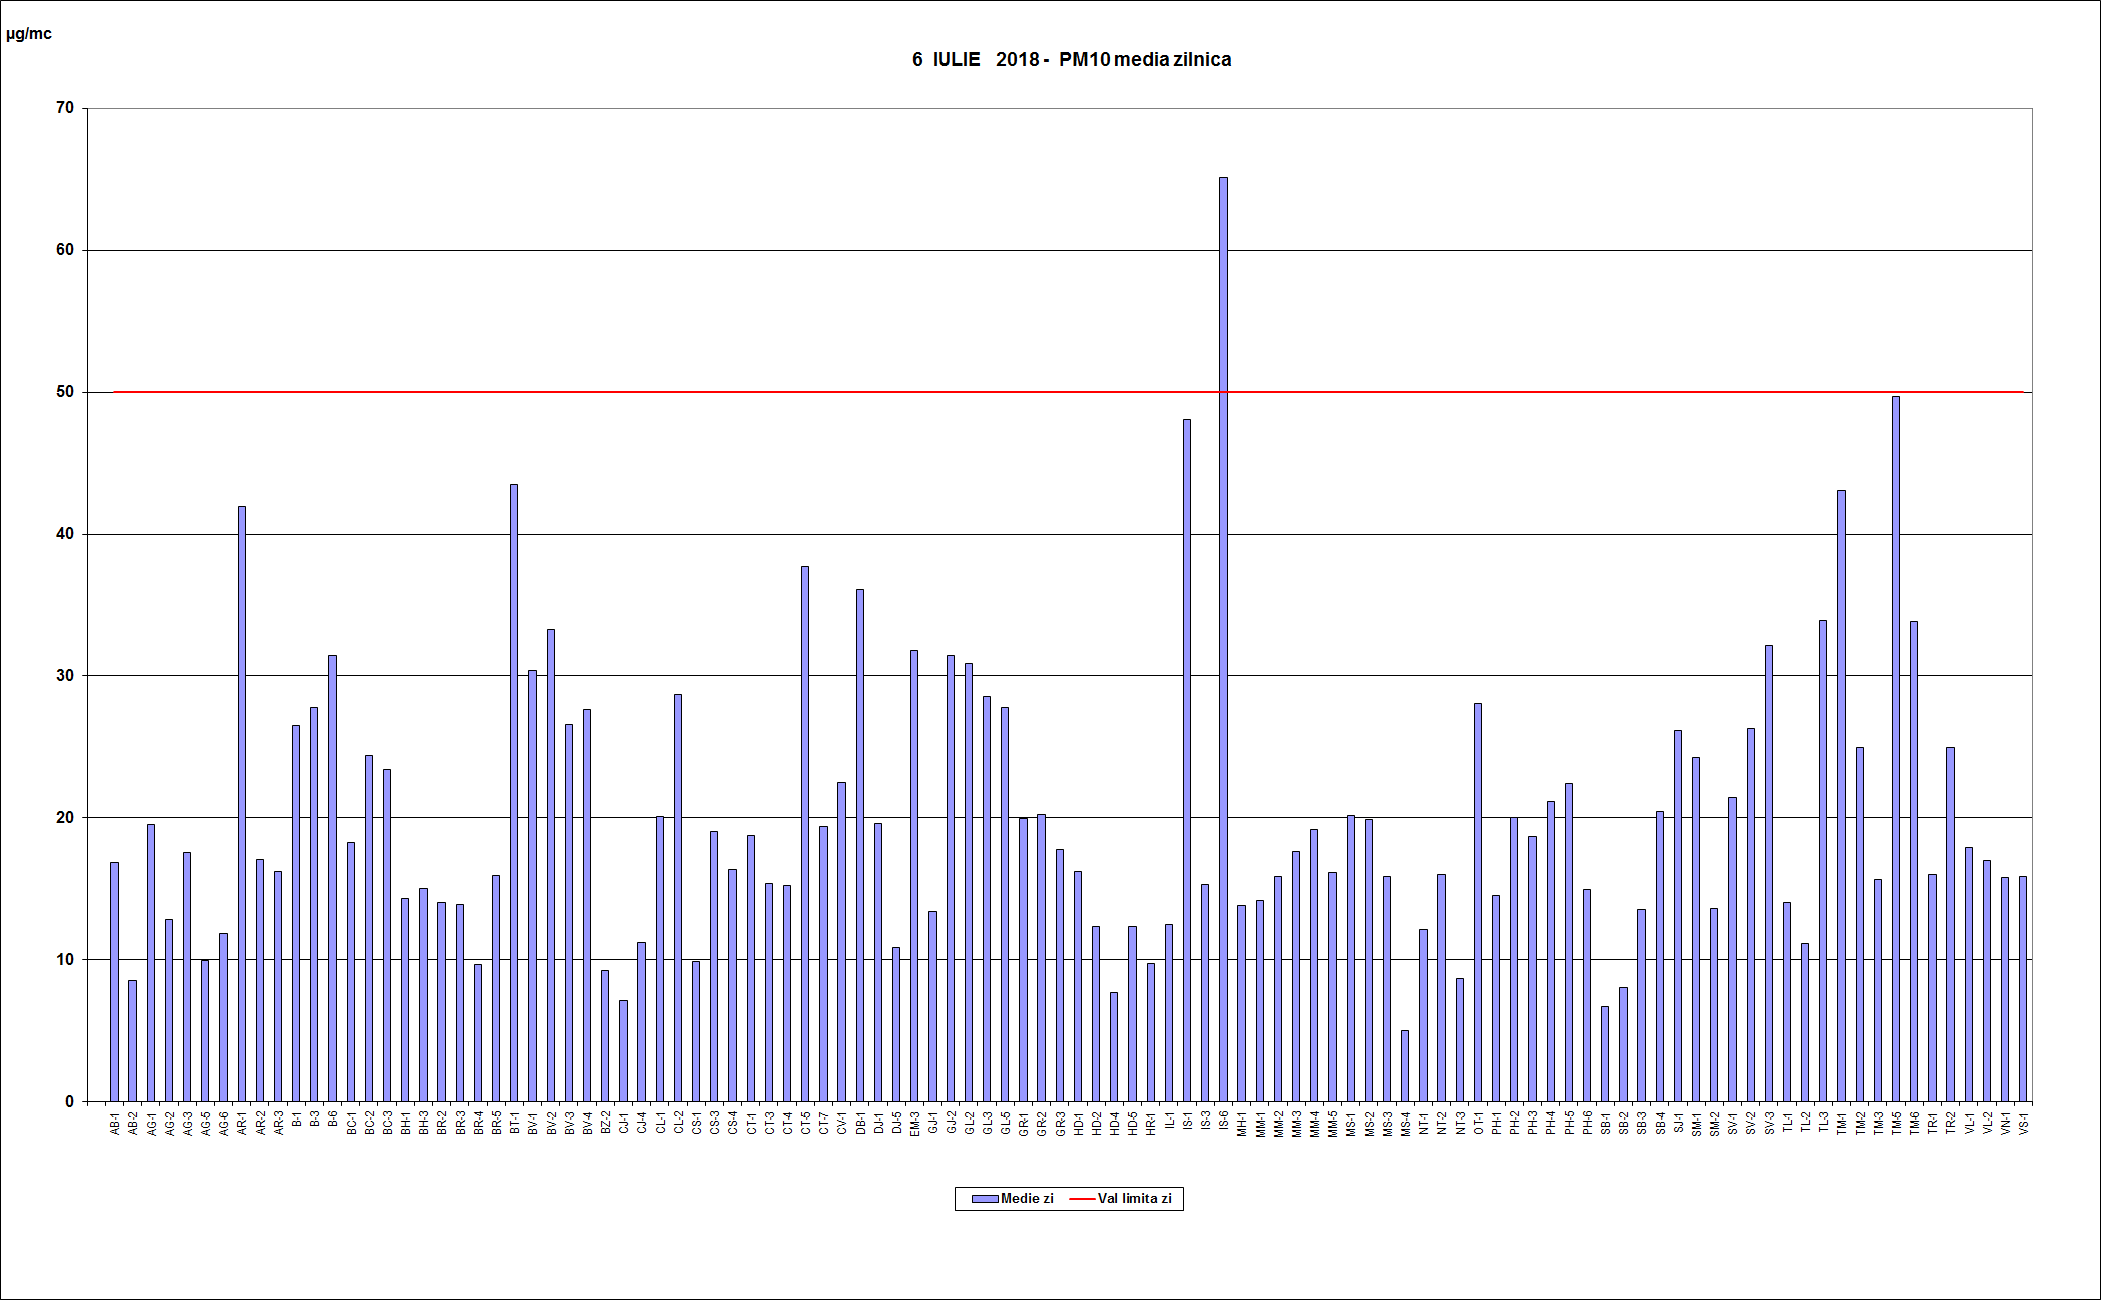 µg/mc
6 IULIE 2018 - PM10 media zilnica
70
60
50
40
30
20
10
0
AB-1 AB-2 AG-1 AG-2 AG-3 AG-5 AG-6 AR-1 AR-2 AR-3 B-1 B-3 B-6 BC-1 BC-2 BC-3 BH-1 BH-3 BR-2 BR-3 BR-4 BR-5 BT-1 BV-1 BV-2 BV-3 BV-4 BZ-2 CJ-1 CJ-4 CL-1 CL-2 CS-1 CS-3 CS-4 CT-1 CT-3 CT-4 CT-5 CT-7 CV-1 DB-1 DJ-1 DJ-5 EM-3 GJ-1 GJ-2 GL-2 GL-3 GL-5 GR-1 GR-2 GR-3 HD-1 HD-2 HD-4 HD-5 HR-1 IL-1 IS-1 IS-3 IS-6 MH-1 MM-1 MM-2 MM-3 MM-4 MM-5 MS-1 MS-2 MS-3 MS-4 NT-1 NT-2 NT-3 OT-1 PH-1 PH-2 PH-3 PH-4 PH-5 PH-6 SB-1 SB-2 SB-3 SB-4 SJ-1 SM-1 SM-2 SV-1 SV-2 SV-3 TL-1 TL-2 TL-3 TM-1 TM-2 TM-3 TM-5 TM-6 TR-1 TR-2 VL-1 VL-2 VN-1 VS-1
Medie zi Val limita zi